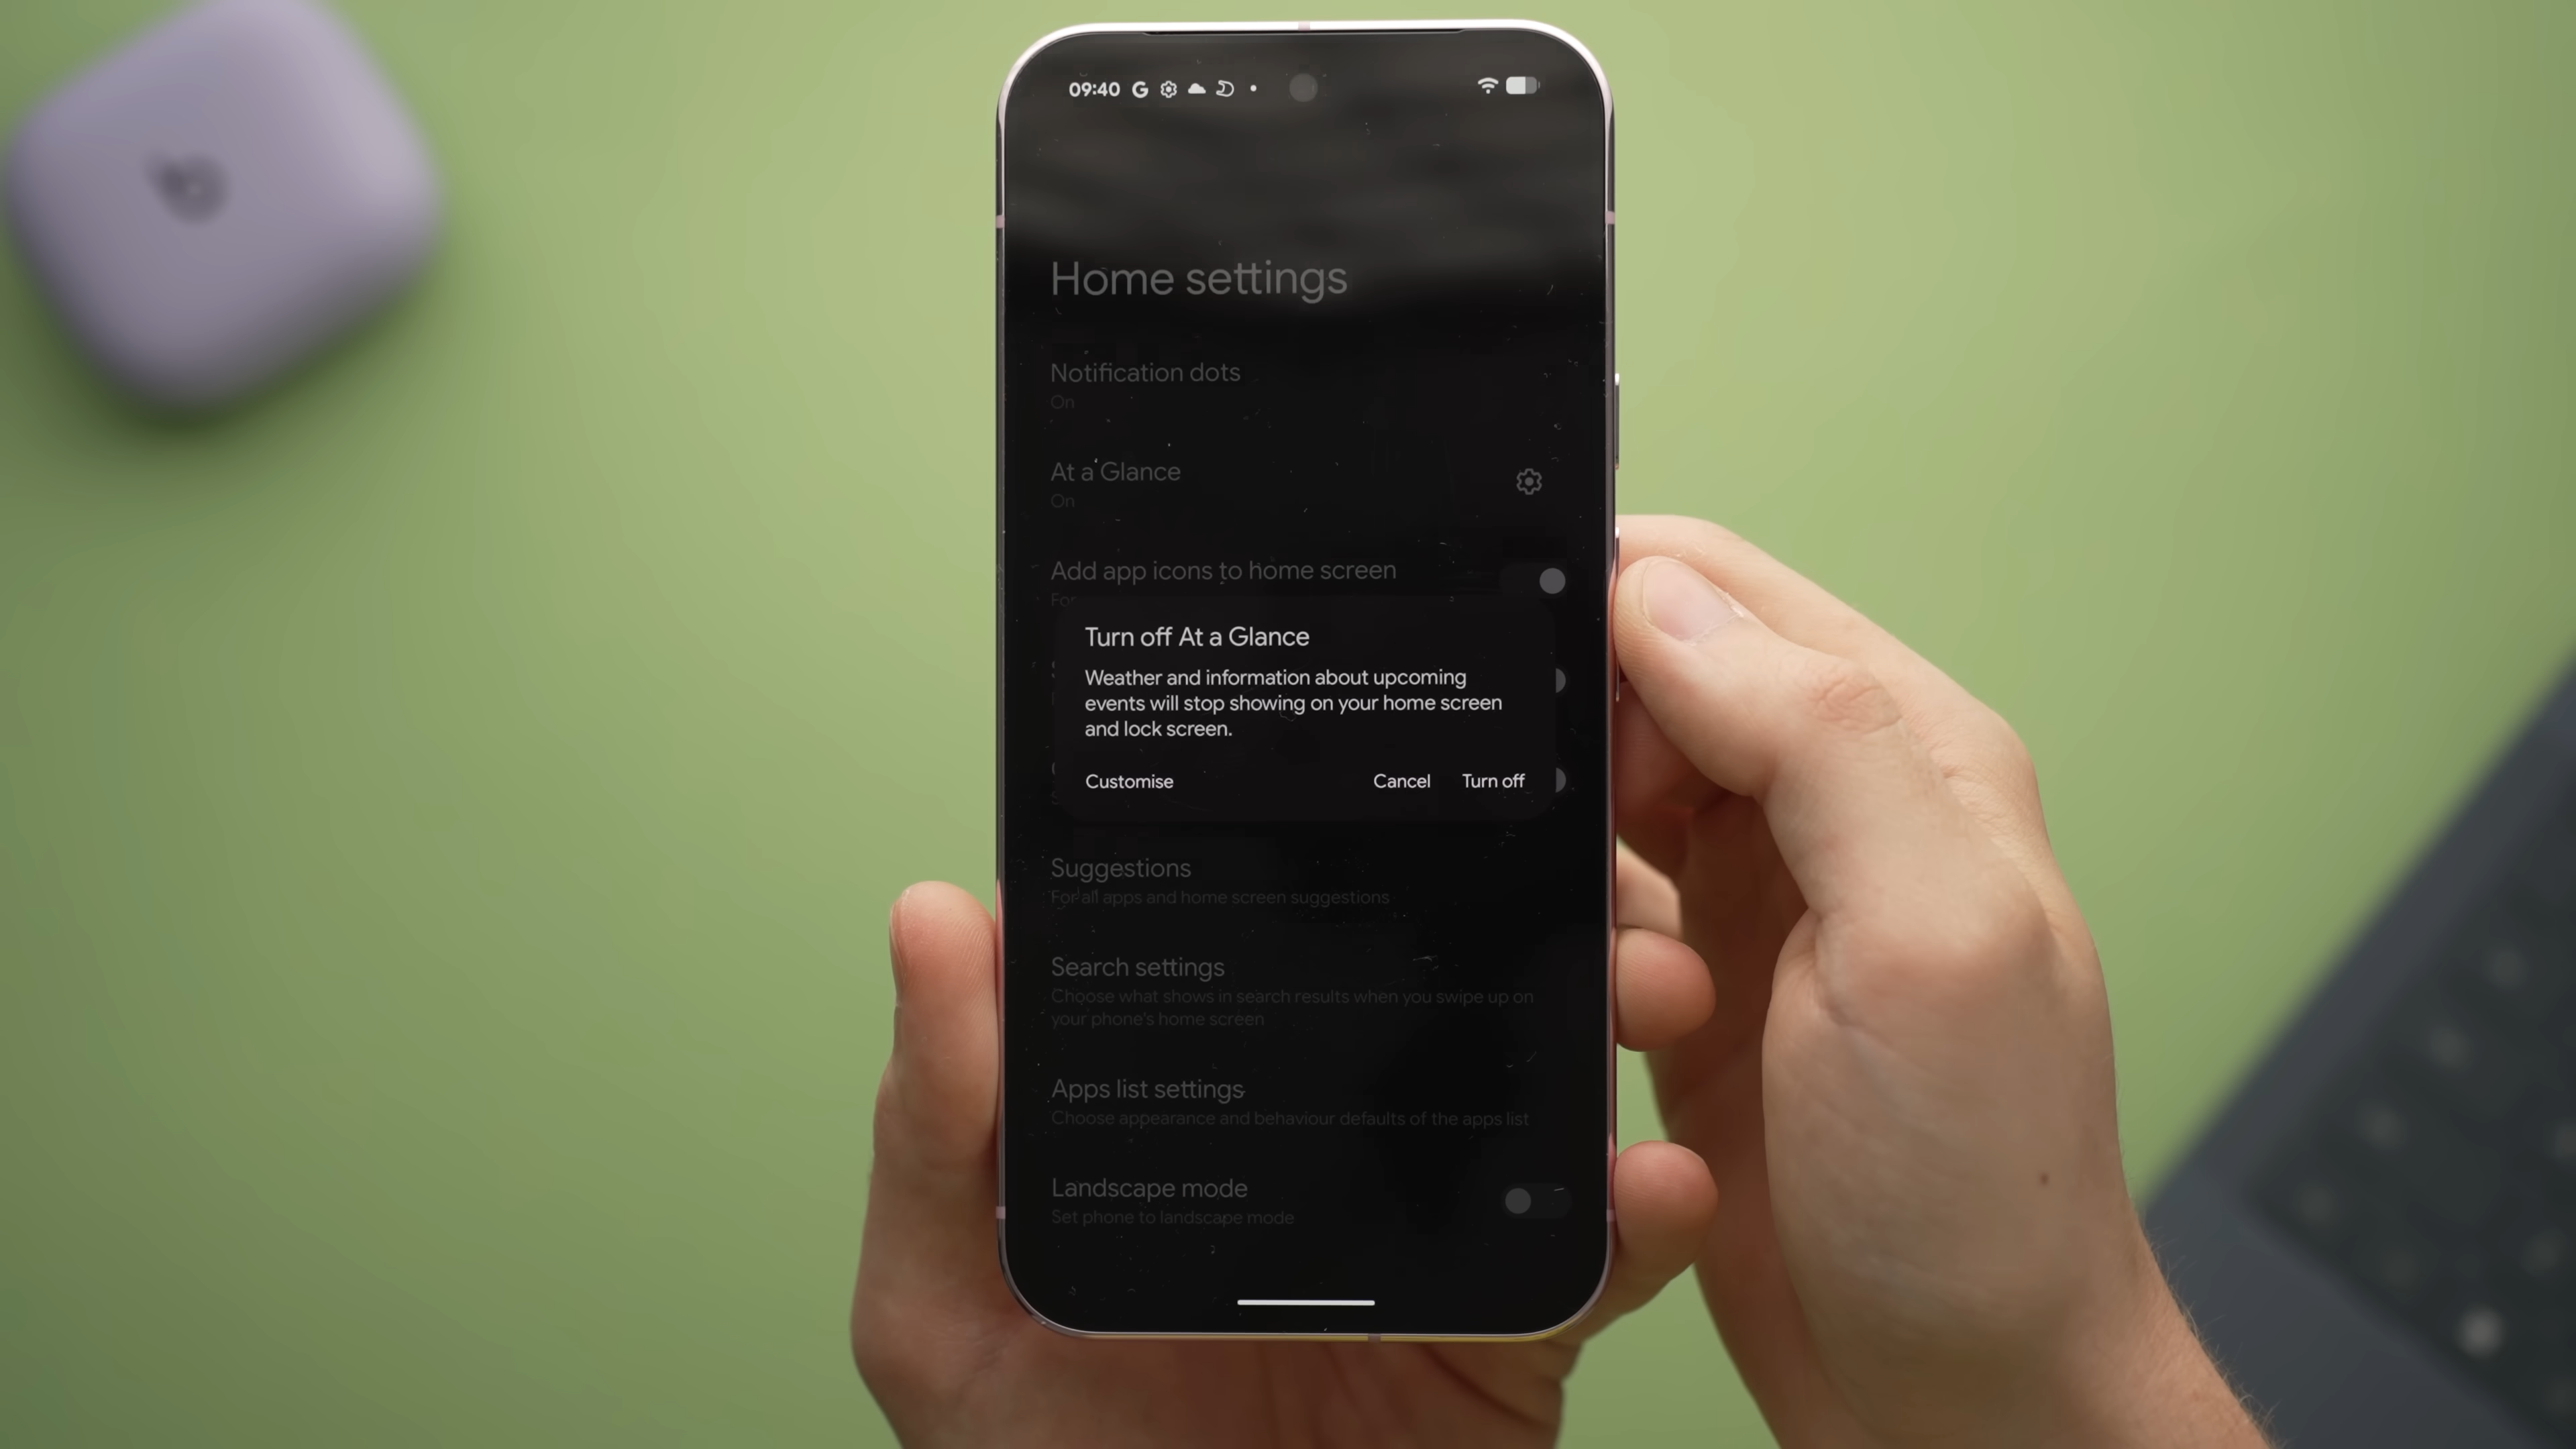 09:40
Home settings
Notification dots
On
At a Glance
On
Add app icons to home screen
For
Turn off At a Glance
Weather and information about upcoming
events will stop showing on your home screen
and lock screen.
Customise
Cancel
Turn off
Suggestions
For all apps and home screen suggestions
Search settings
Choose what shows in search results when you swipe up on
your phone's home screen
Apps list settings
Choose appearance and behaviour defaults of the apps list
Landscape mode
Set phone to landscape mode